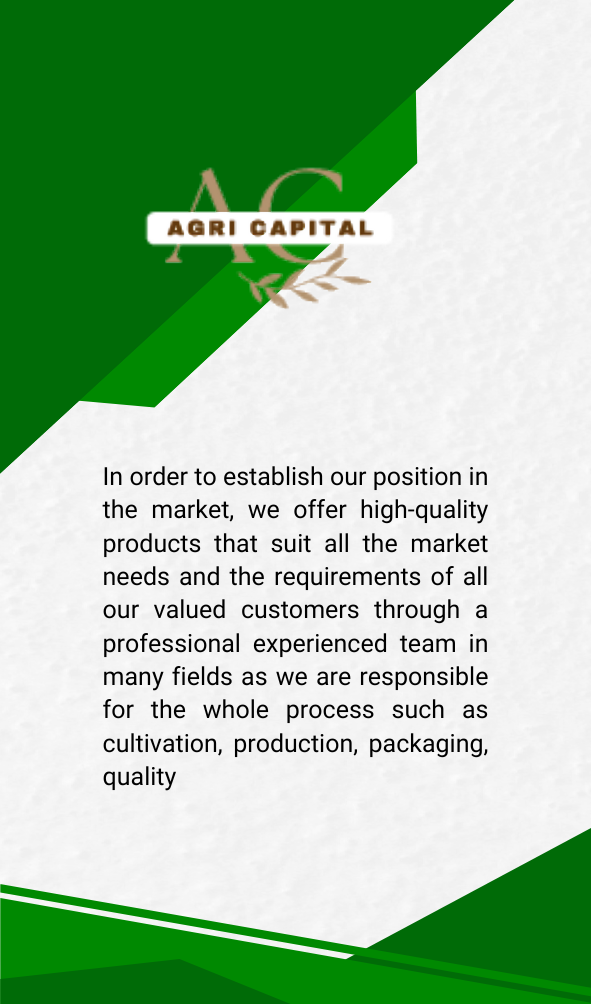 AC
AGRI CAPITAL
In order to establish our position in
the market, we offer high-quality
products that suit all the market
needs and the requirements of all
our valued customers through a
professional experienced team in
many fields as we are responsible
for the whole process such as
cultivation, production, packaging,
quality